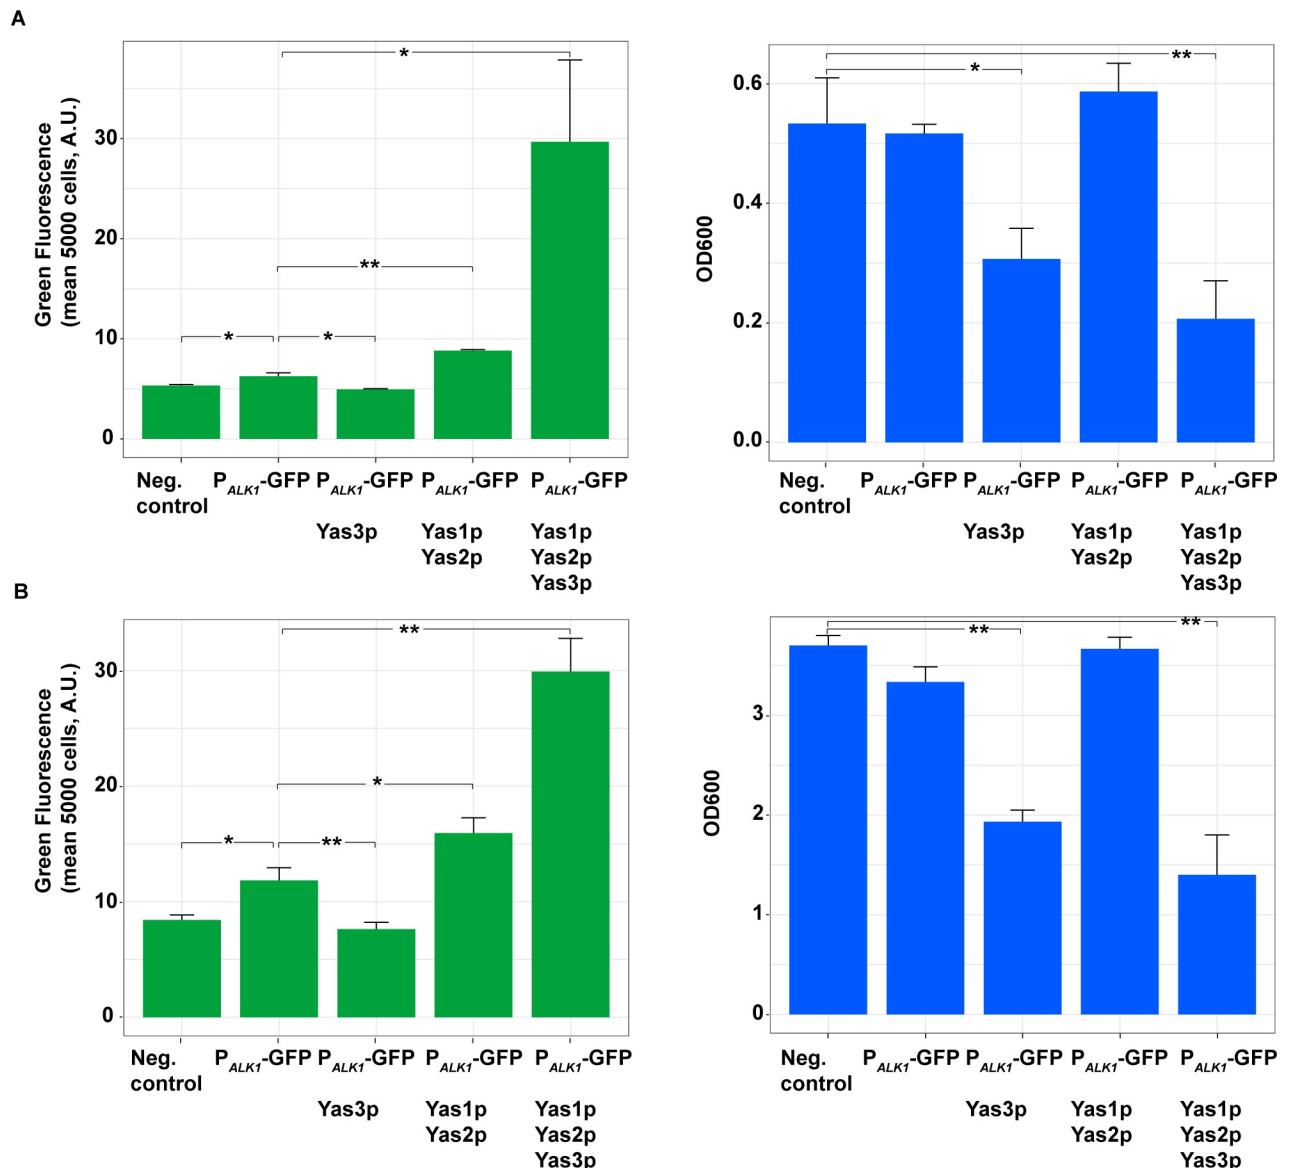 A
Green Fluorescence
(mean 5000 cells, A.U.)
30
20
10
0
*
**
* *
Neg.
control
PALK1-GFP PALK1-GFP PALK1-GFP PALK1-GFP
Yas3p
Yas1p
Yas2p
Yas1p
Yas2p
Yas3p
OD600
0.6
0.4
0.2
0.0
**
*
Neg.
control
PALK1-GFP PALK1-GFP PALK1-GFP PALK1-GFP
Yas3p
Yas1p
Yas2p
Yas1p
Yas2p
Yas3p
B
Green Fluorescence
(mean 5000 cells, A.U.)
30
20
10
0
**
*
* **
Neg.
control
PALK1-GFP PALK1-GFP PALK1-GFP PALK1-GFP
Yas3p
Yas1p
Yas2p
Yas1p
Yas2p
Yas3p
OD600
3
2
1
0
**
**
Neg.
control
PALK1-GFP PALK1-GFP PALK1-GFP PALK1-GFP
Yas3p
Yas1p
Yas2p
Yas1p
Yas2p
Yas3p